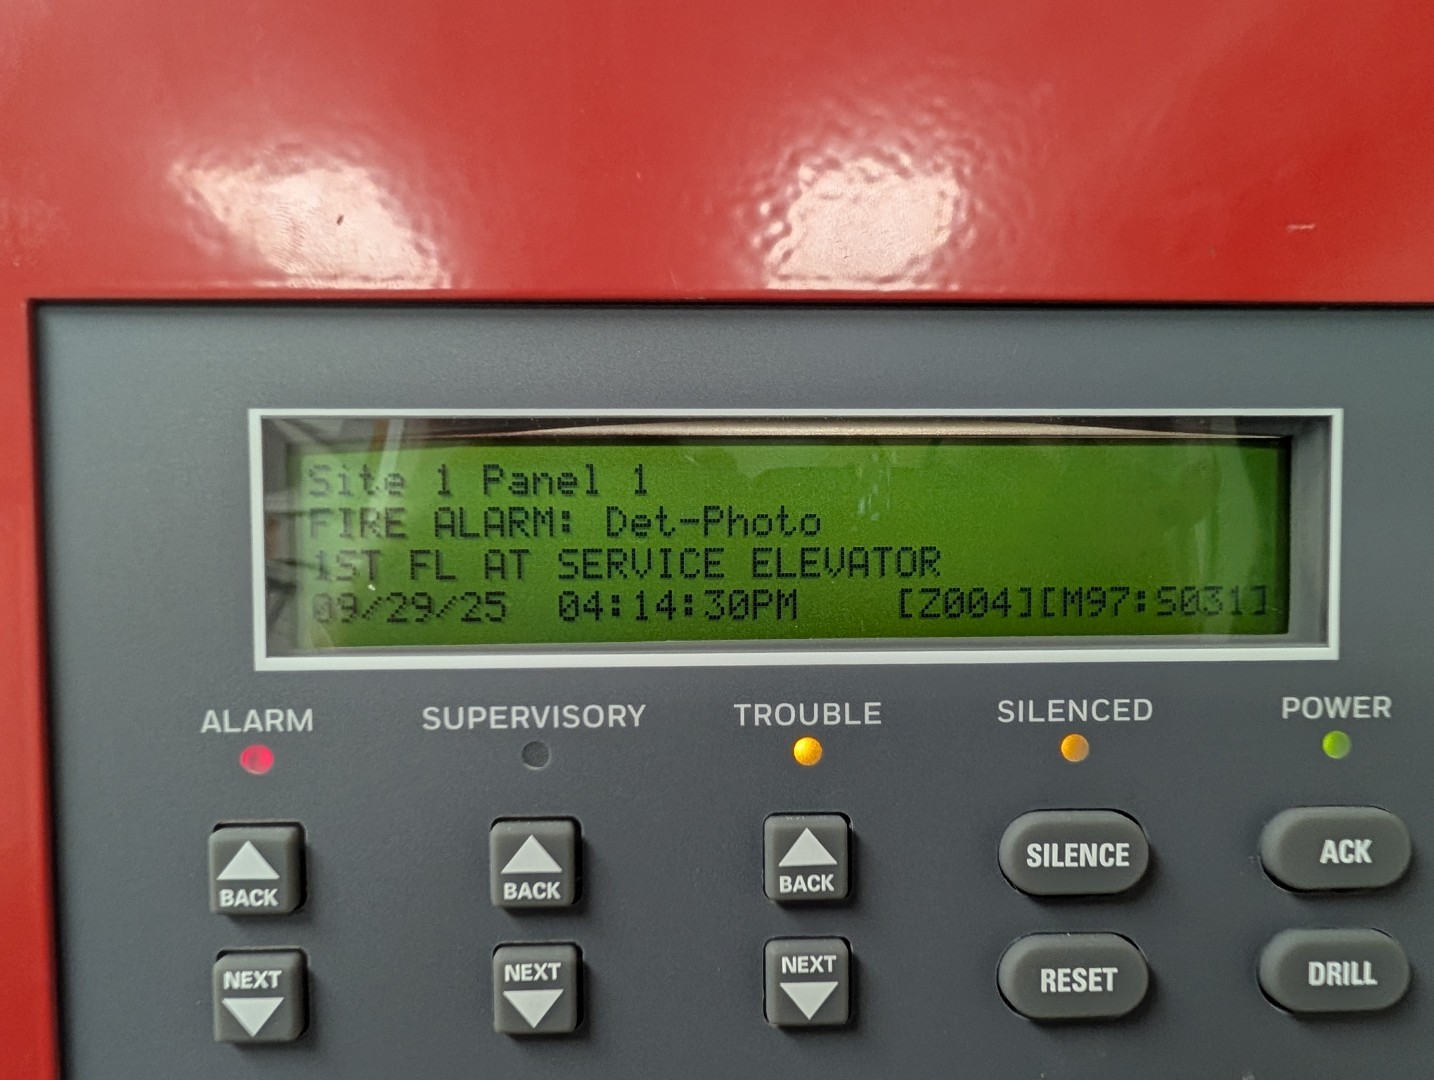 Site 1 Panel 1
FIRE ALARM: Det-Photo
1ST FL AT SERVICE ELEVATOR
09/29/25 04:14:30PM [Z004][M97:S031]
ALARM SUPERVISORY TROUBLE SILENCED POWER
BACK BACK BACK SILENCE ACK
NEXT NEXT NEXT RESET DRILL